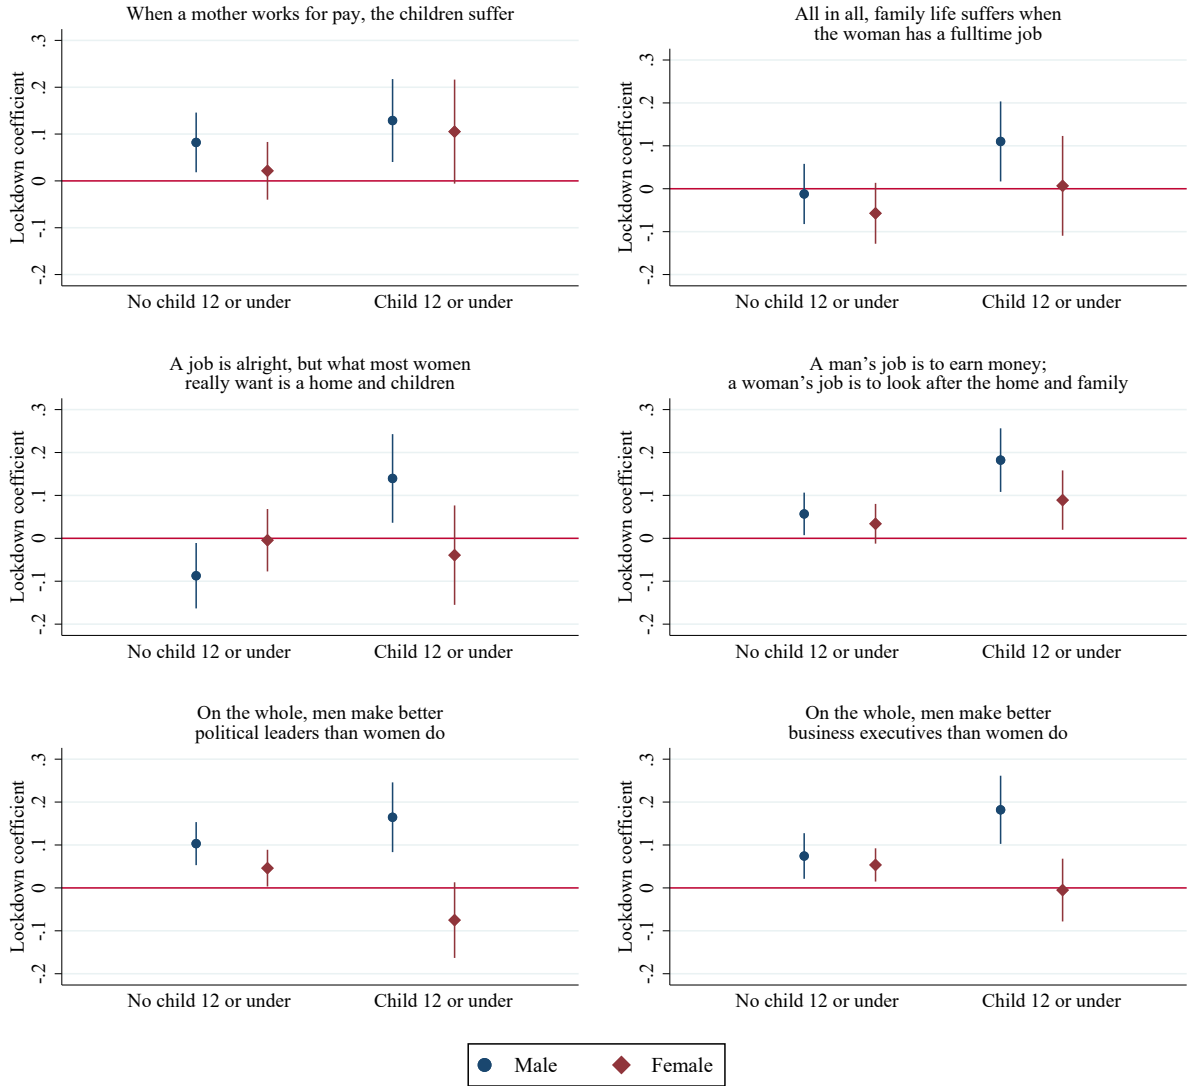 When a mother works for pay, the children suffer
Lockdown coefficient
.3
.2
.1
0
-.1
-.2
No child 12 or under
Child 12 or under
All in all, family life suffers when
the woman has a fulltime job
Lockdown coefficient
.3
.2
.1
0
-.1
-.2
No child 12 or under
Child 12 or under
A job is alright, but what most women
really want is a home and children
Lockdown coefficient
.3
.2
.1
0
-.1
-.2
No child 12 or under
Child 12 or under
A man’s job is to earn money;
a woman’s job is to look after the home and family
Lockdown coefficient
.3
.2
.1
0
-.1
-.2
No child 12 or under
Child 12 or under
On the whole, men make better
political leaders than women do
Lockdown coefficient
.3
.2
.1
0
-.1
-.2
No child 12 or under
Child 12 or under
On the whole, men make better
business executives than women do
Lockdown coefficient
.3
.2
.1
0
-.1
-.2
No child 12 or under
Child 12 or under
Male
Female